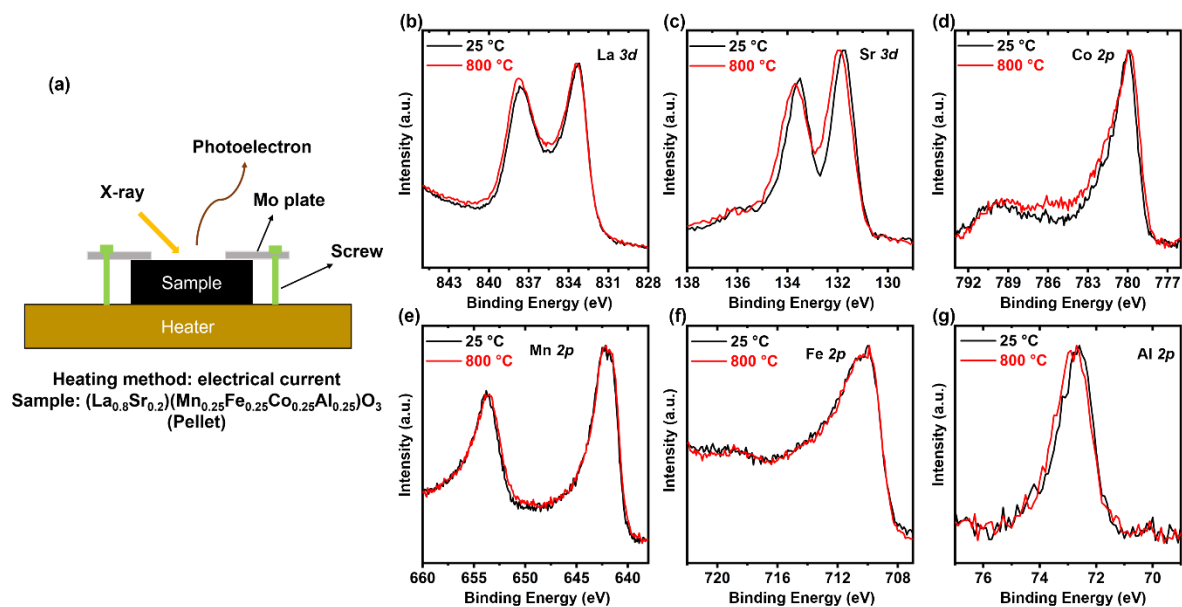 (a)
Photoelectron
X-ray
Mo plate
Screw
Sample
Heater
Heating method: electrical current
Sample: (La0.8Sr0.2)(Mn0.25Fe0.25Co0.25Al0.25)O3
(Pellet)
(b)
25 °C
800 °C
La 3d
Intensity (a.u.)
843 840 837 834 831 828
Binding Energy (eV)
(c)
25 °C
800 °C
Sr 3d
Intensity (a.u.)
138 136 134 132 130
Binding Energy (eV)
(d)
25 °C
800 °C
Co 2p
Intensity (a.u.)
792 789 786 783 780 777
Binding Energy (eV)
(e)
25 °C
800 °C
Mn 2p
Intensity (a.u.)
660 655 650 645 640
Binding Energy (eV)
(f)
25 °C
800 °C
Fe 2p
Intensity (a.u.)
720 716 712 708
Binding Energy (eV)
(g)
25 °C
800 °C
Al 2p
Intensity (a.u.)
76 74 72 70
Binding Energy (eV)